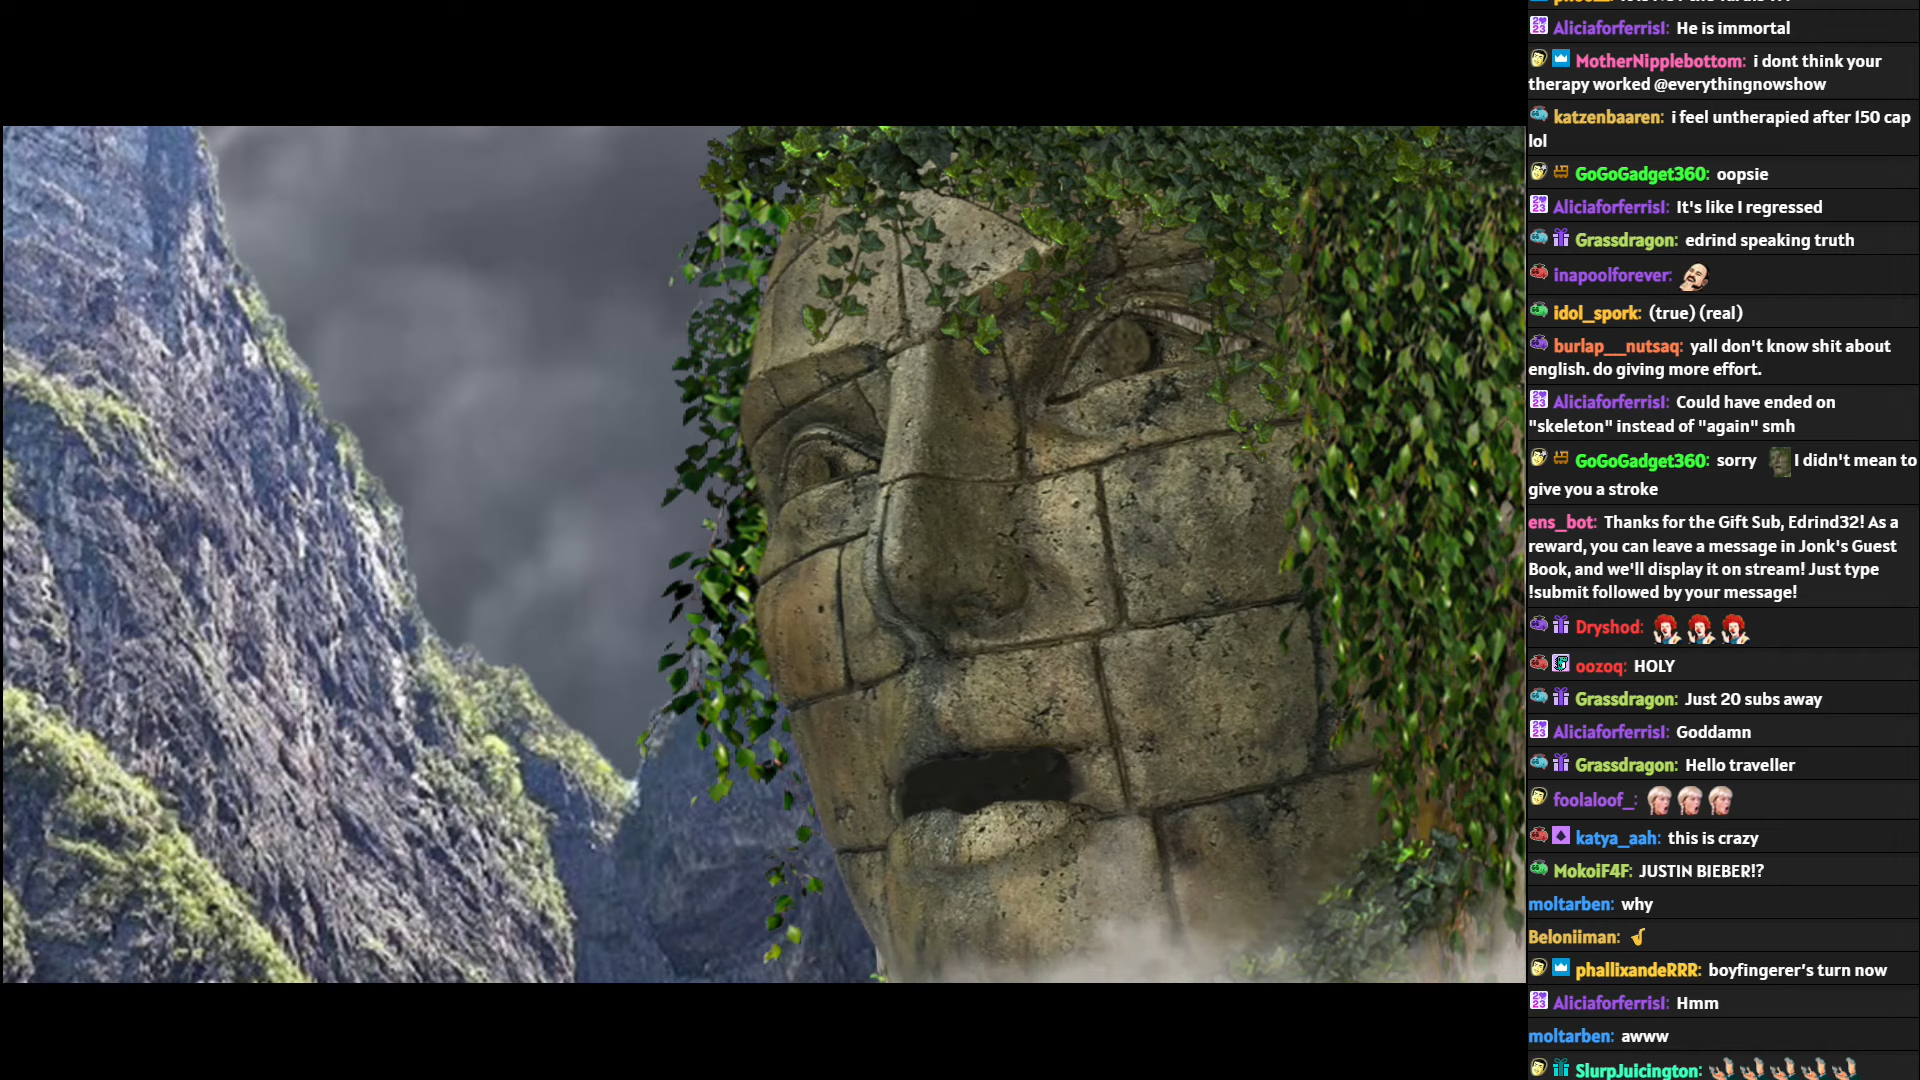 AliciaforferrisI: He is immortal
MotherNipplebottom: i dont think your
therapy worked @everythingnowshow
katzenbaaren: i feel untherapied after 150 cap
lol
GoGoGadget360: oopsie
AliciaforferrisI: It's like I regressed
Grassdragon: edrind speaking truth
inapoolforever:
idol_spork: (true) (real)
burlap__nutsaq: yall don't know shit about
english. do giving more effort.
AliciaforferrisI: Could have ended on
"skeleton" instead of "again" smh
GoGoGadget360: sorry I didn't mean to
give you a stroke
ens_bot: Thanks for the Gift Sub, Edrind32! As a
reward, you can leave a message in Jonk's Guest
Book, and we'll display it on stream! Just type
!submit followed by your message!
Dryshod:
oozoq: HOLY
Grassdragon: Just 20 subs away
AliciaforferrisI: Goddamn
Grassdragon: Hello traveller
foolaloof_:
katya_aah: this is crazy
MokoiF4F: JUSTIN BIEBER!?
moltarben: why
Beloniiman:
phallixandeRRR: boyfingerer's turn now
AliciaforferrisI: Hmm
moltarben: awww
SlurpJuicington: